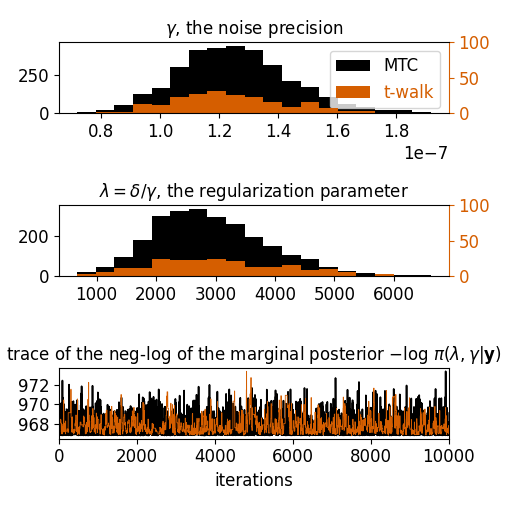 γ, the noise precision
100
MTC
t-walk
250
50
0
0
0.8 1.0 1.2 1.4 1.6 1.8
1e−7
λ = δ/γ, the regularization parameter
100
200
50
0
0
1000 2000 3000 4000 5000 6000
trace of the neg-log of the marginal posterior −log π(λ, γ|y)
972
970
968
0 2000 4000 6000 8000 10000
iterations